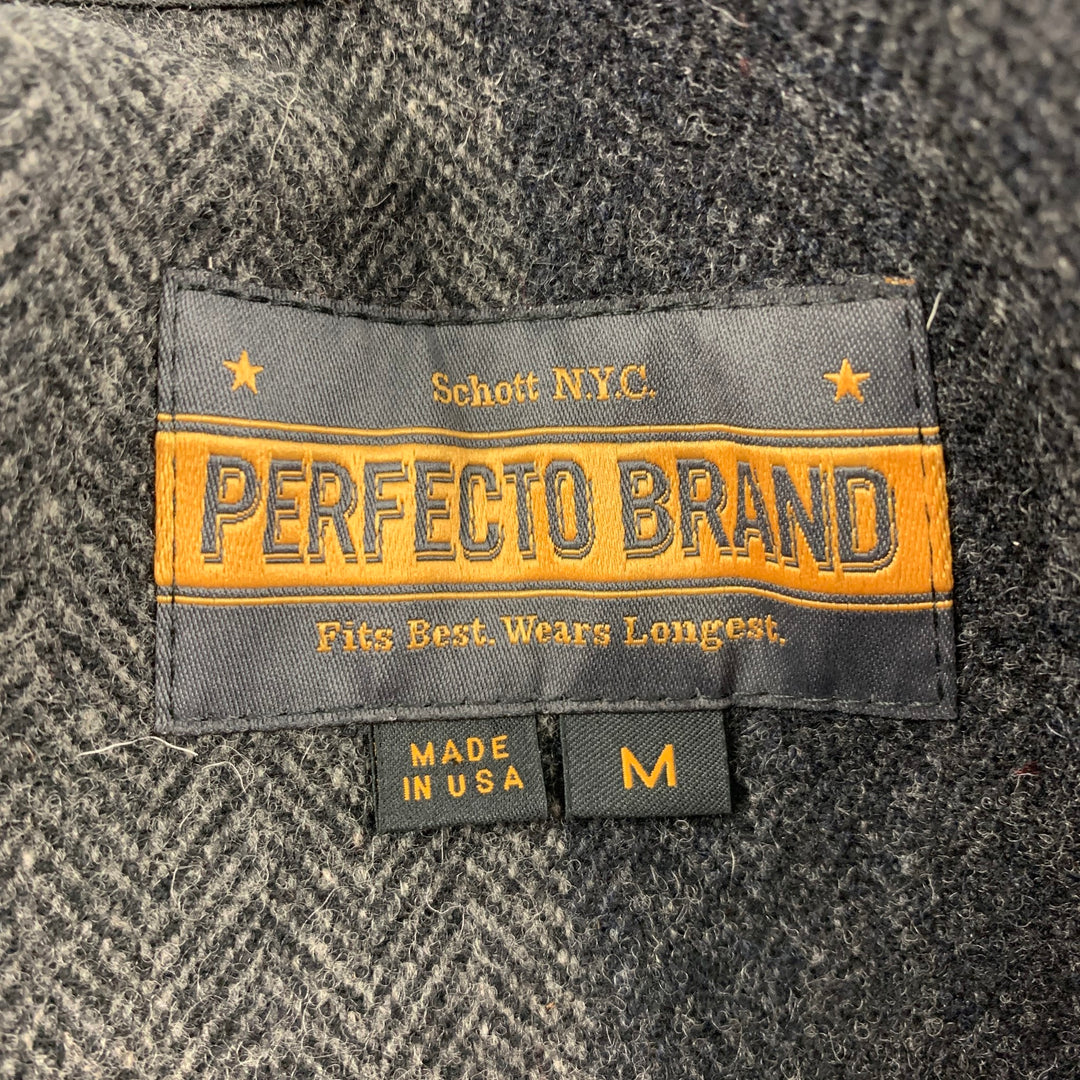 Schott N.Y.C.
PERFECTO BRAND
Fits Best. Wears Longest.
MADE
IN USA
M